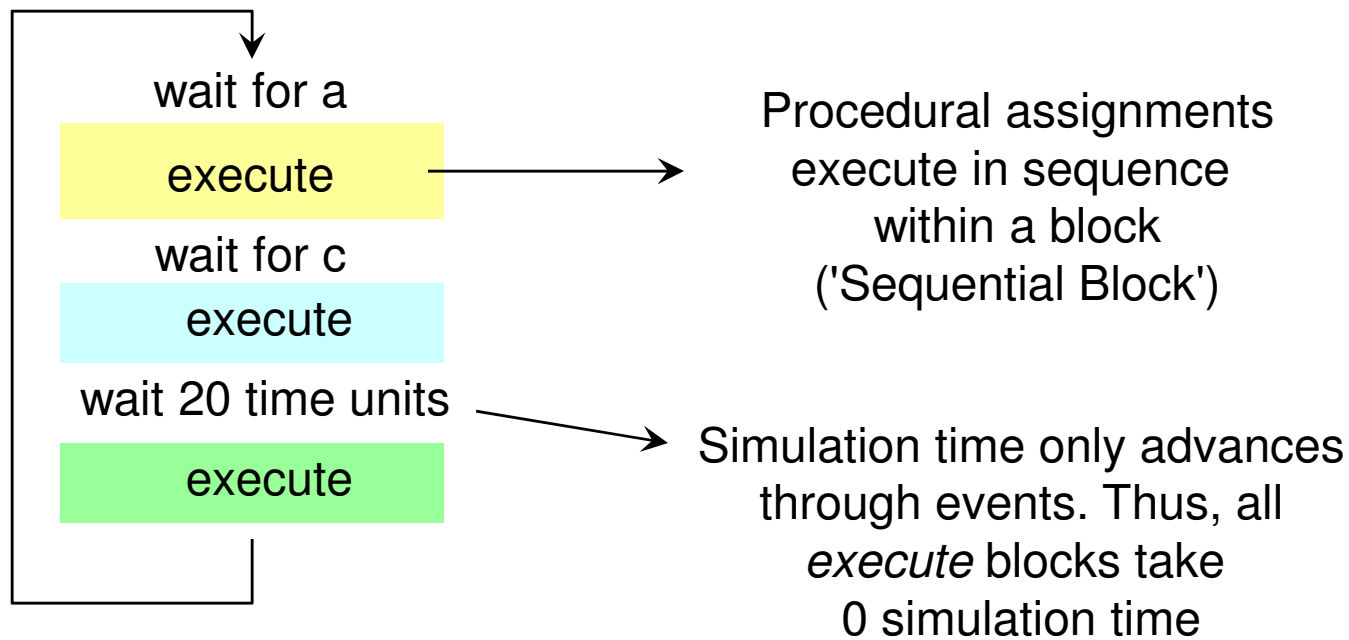 wait for a
execute
wait for c
execute
wait 20 time units
execute
Procedural assignments
execute in sequence
within a block
('Sequential Block')
Simulation time only advances
through events. Thus, all
execute blocks take
0 simulation time